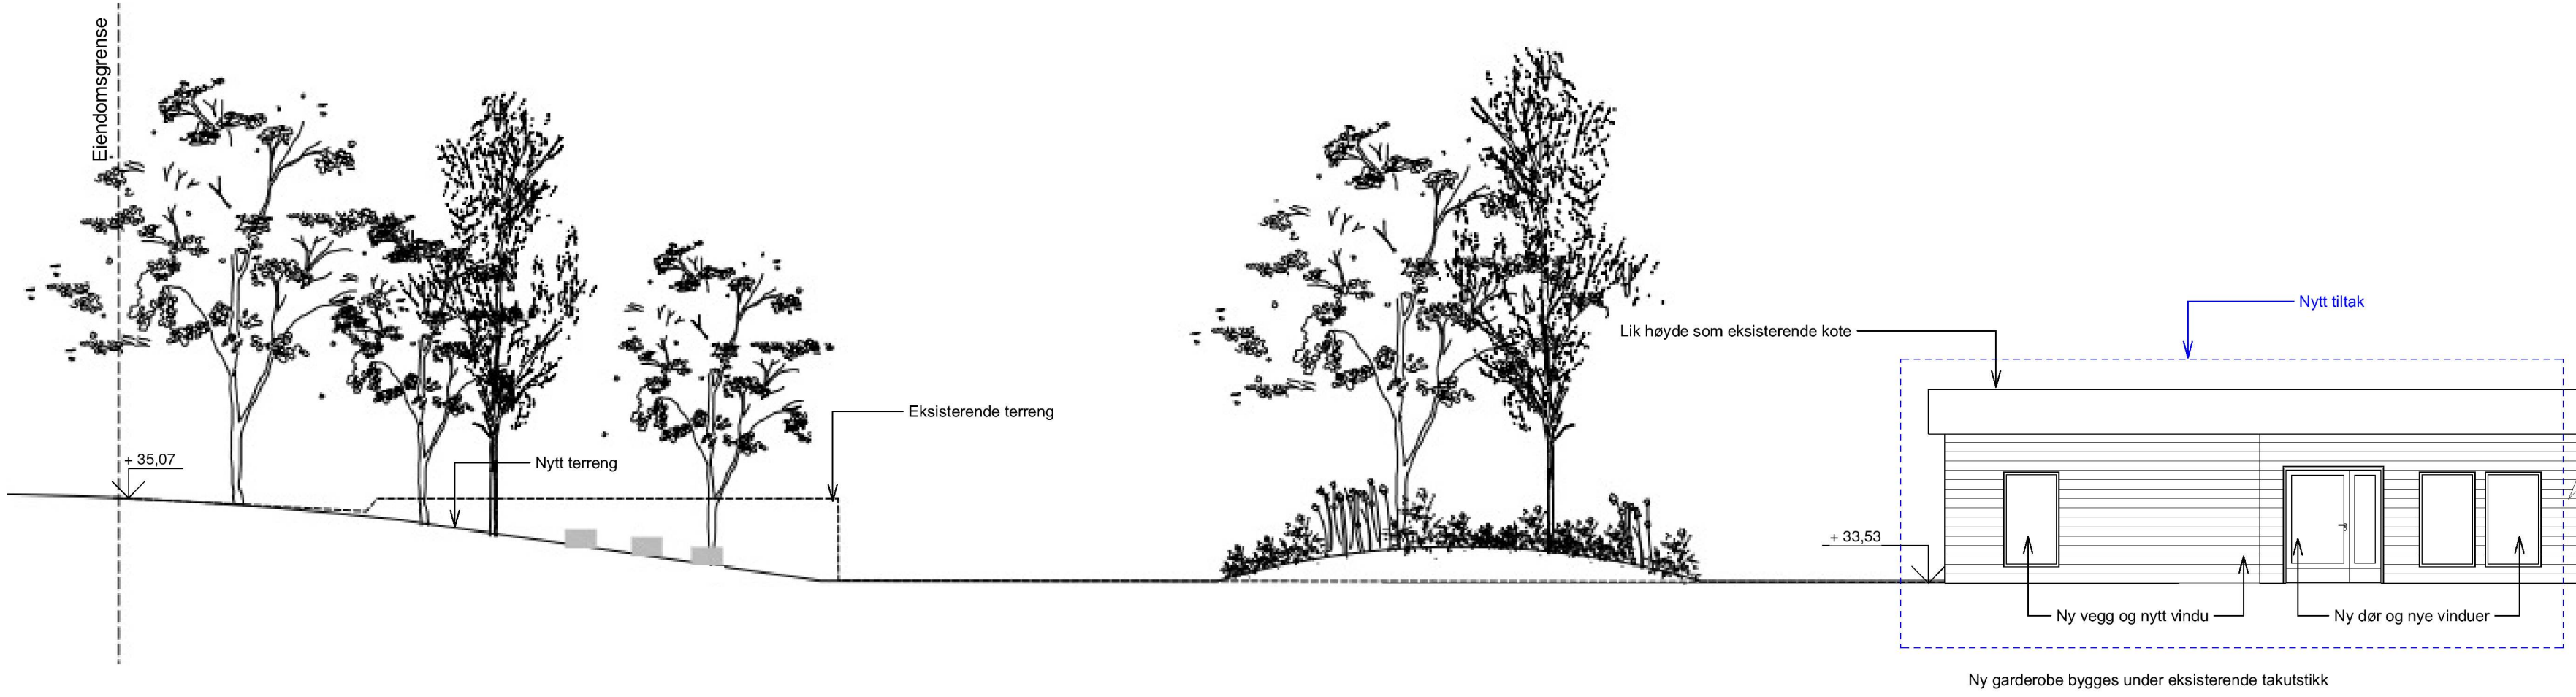 Eiendomsgrense
+ 35,07
Nytt terreng
Eksisterende terreng
Lik høyde som eksisterende kote
Nytt tiltak
+ 33,53
Ny vegg og nytt vindu
Ny dør og nye vinduer
Ny garderobe bygges under eksisterende takutstikk